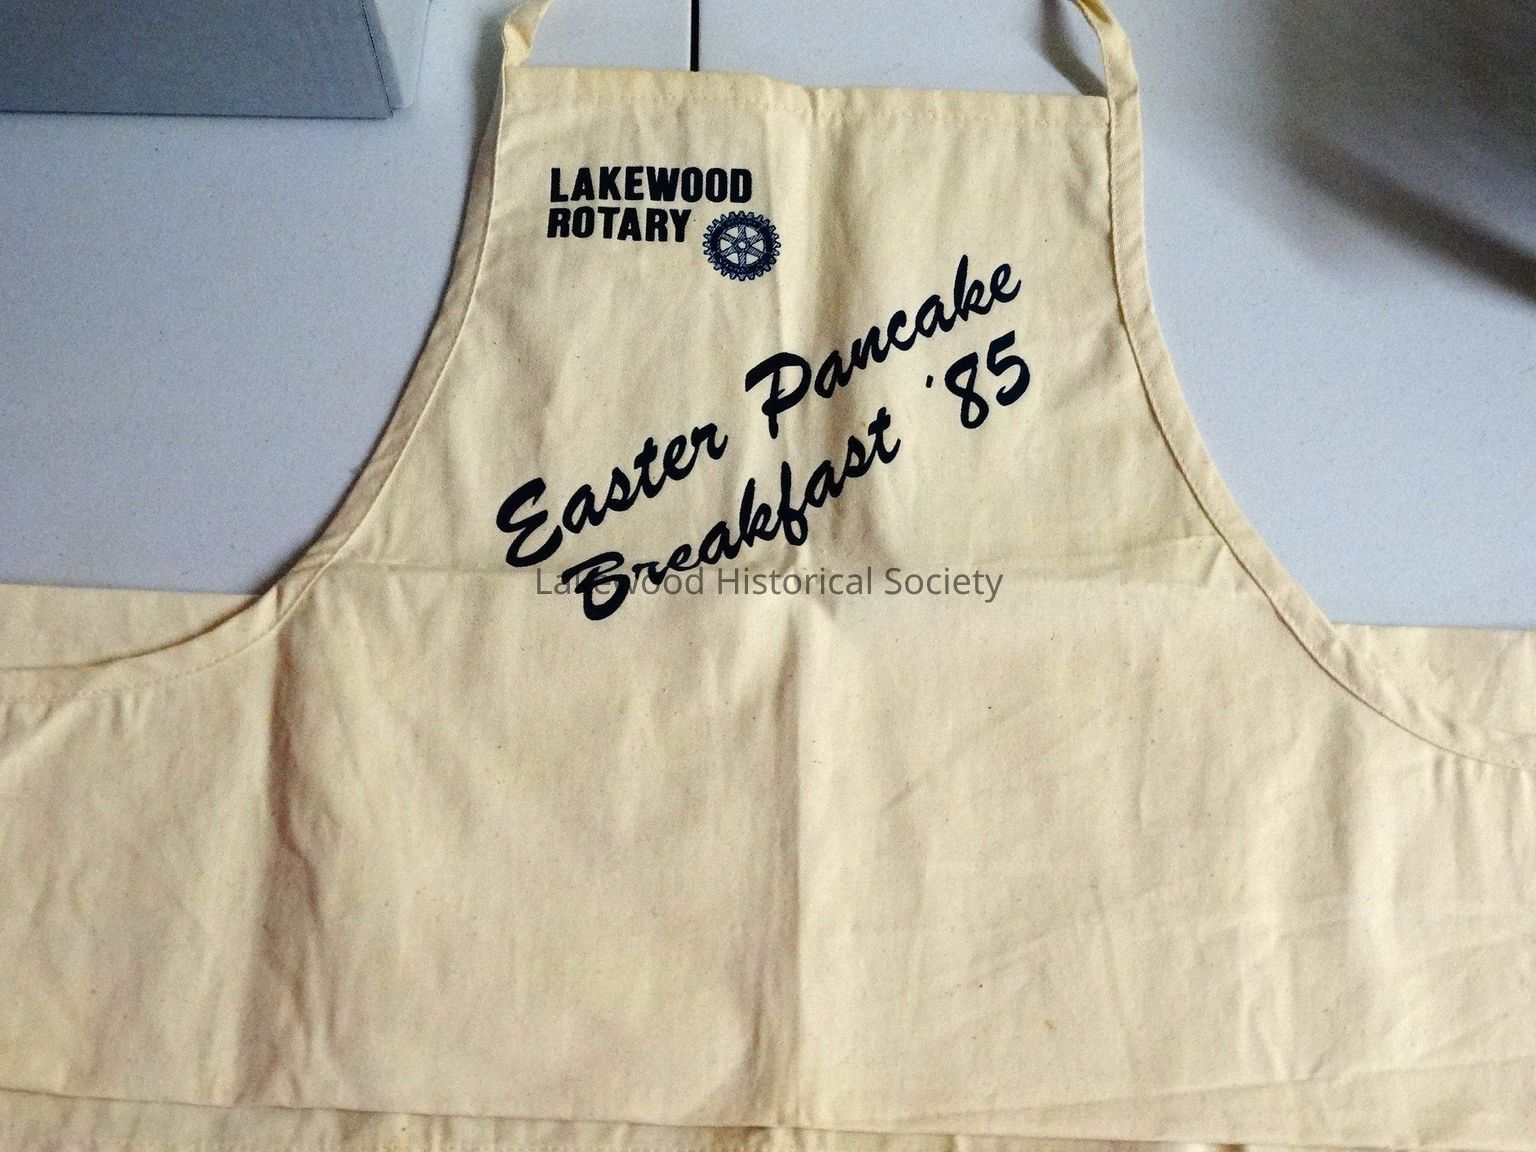 LAKEWOOD
ROTARY
Easter Pancake
Breakfast '85
Lakewood Historical Society